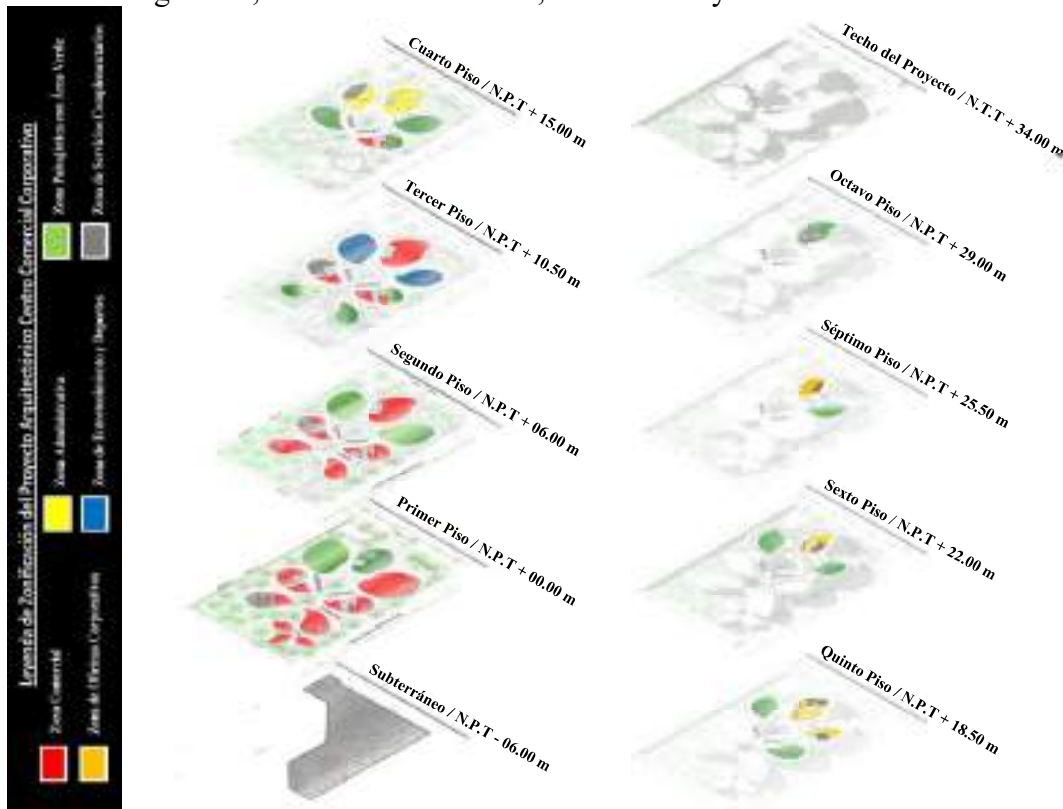 Leyenda de Zonificación del Proyecto Arquitectónico Centro Comercial Corporativo
Zona Comercial
Zona Administrativa
Zona Paisajística con Área Verde
Zona de Oficinas Corporativas
Zona de Entretenimiento y Deportes
Zona de Servicios Complementarios
Cuarto Piso / N.P.T + 15.00 m
Tercer Piso / N.P.T + 10.50 m
Segundo Piso / N.P.T + 06.00 m
Primer Piso / N.P.T + 00.00 m
Subterráneo / N.P.T - 06.00 m
Techo del Proyecto / N.T.T + 34.00 m
Octavo Piso / N.P.T + 29.00 m
Séptimo Piso / N.P.T + 25.50 m
Sexto Piso / N.P.T + 22.00 m
Quinto Piso / N.P.T + 18.50 m